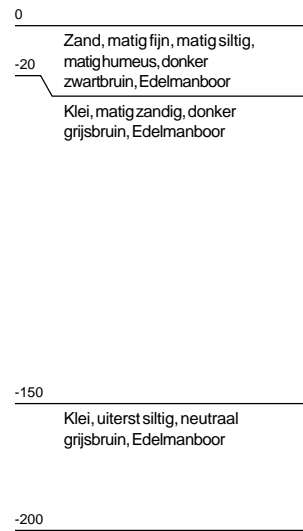 0
Zand, matig fijn, matig siltig,
matig humeus, donker
zwartbruin, Edelmanboor
-20
Klei, matig zandig, donker
grijsbruin, Edelmanboor
-150
Klei, uiterst siltig, neutraal
grijsbruin, Edelmanboor
-200